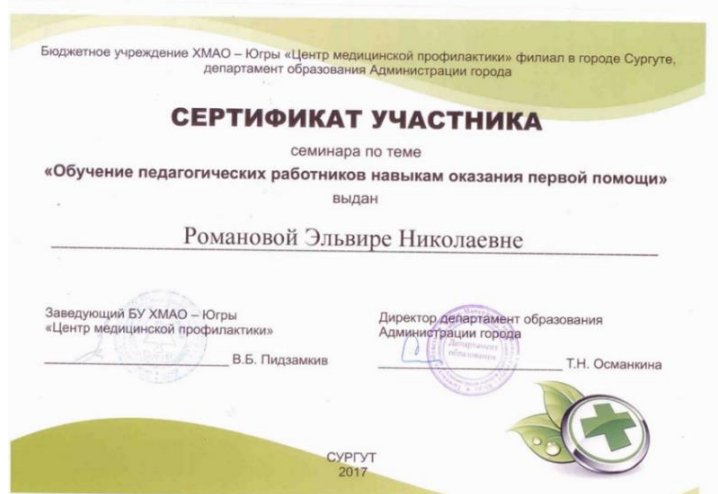 Бюджетное учреждение ХМАО – Югры «Центр медицинской профилактики» филиал в городе Сургуте,
департамент образования Администрации города
СЕРТИФИКАТ УЧАСТНИКА
семинара по теме
«Обучение педагогических работников навыкам оказания первой помощи»
выдан
Романовой Эльвире Николаевне
Заведующий БУ ХМАО – Югры
«Центр медицинской профилактики»
В.Б. Пидзамкив
Директор департамент образования
Администрации города
Департамент
образования
Т.Н. Османкина
СУРГУТ
2017